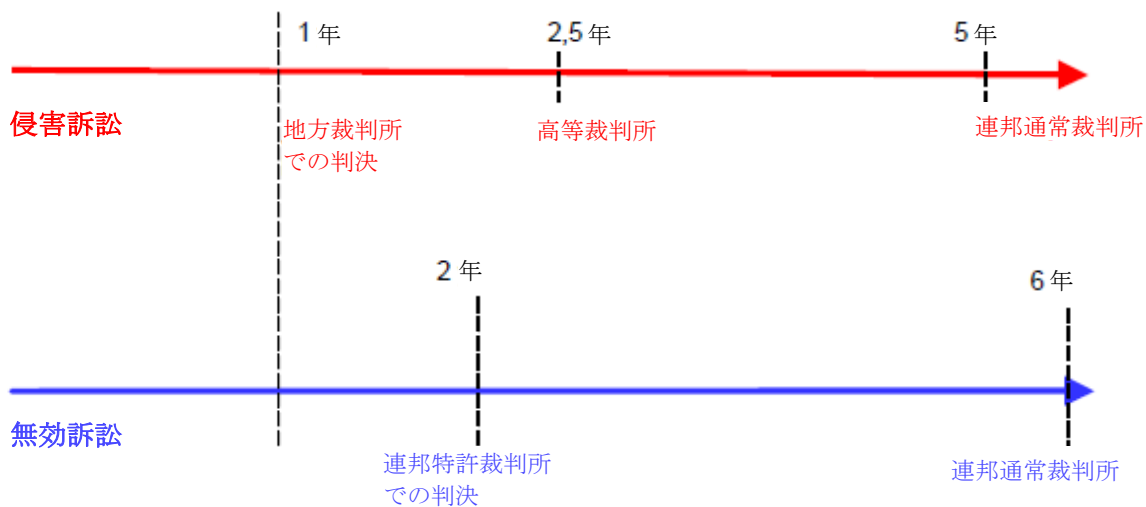 1 年
2,5 年
5 年
侵害訴訟
地方裁判所
での判決
高等裁判所
連邦通常裁判所
2 年
6 年
無効訴訟
連邦特許裁判所
での判決
連邦通常裁判所